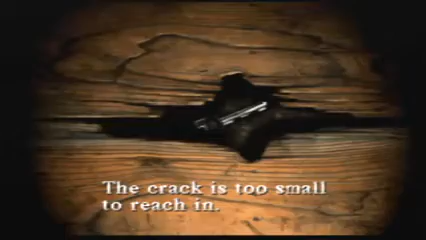 The crack is too small
to reach in.